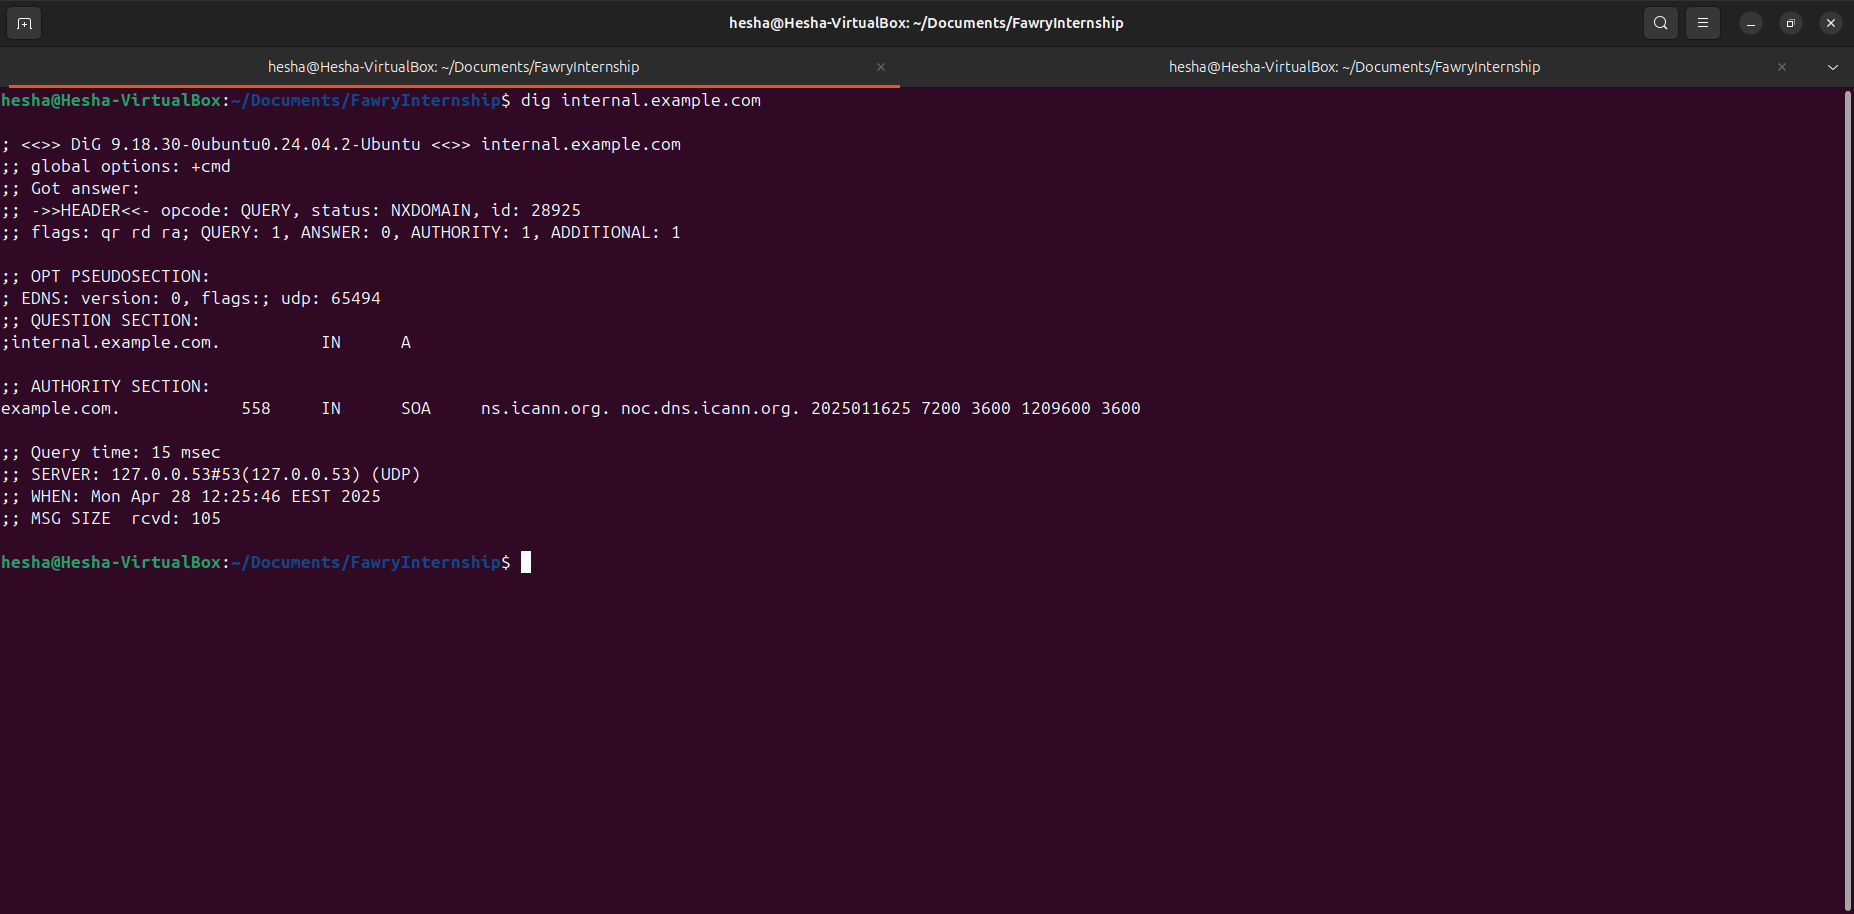 hesha@Hesha-VirtualBox: ~/Documents/FawryInternship
hesha@Hesha-VirtualBox: ~/Documents/FawryInternship
hesha@Hesha-VirtualBox: ~/Documents/FawryInternship
hesha@Hesha-VirtualBox:~/Documents/FawryInternship$ dig internal.example.com
; <<>> DiG 9.18.30-0ubuntu0.24.04.2-Ubuntu <<>> internal.example.com
;; global options: +cmd
;; Got answer:
;; ->>HEADER<<- opcode: QUERY, status: NXDOMAIN, id: 28925
;; flags: qr rd ra; QUERY: 1, ANSWER: 0, AUTHORITY: 1, ADDITIONAL: 1
;; OPT PSEUDOSECTION:
; EDNS: version: 0, flags:; udp: 65494
;; QUESTION SECTION:
;internal.example.com. IN A
;; AUTHORITY SECTION:
example.com. 558 IN SOA ns.icann.org. noc.dns.icann.org. 2025011625 7200 3600 1209600 3600
;; Query time: 15 msec
;; SERVER: 127.0.0.53#53(127.0.0.53) (UDP)
;; WHEN: Mon Apr 28 12:25:46 EEST 2025
;; MSG SIZE  rcvd: 105
hesha@Hesha-VirtualBox:~/Documents/FawryInternship$